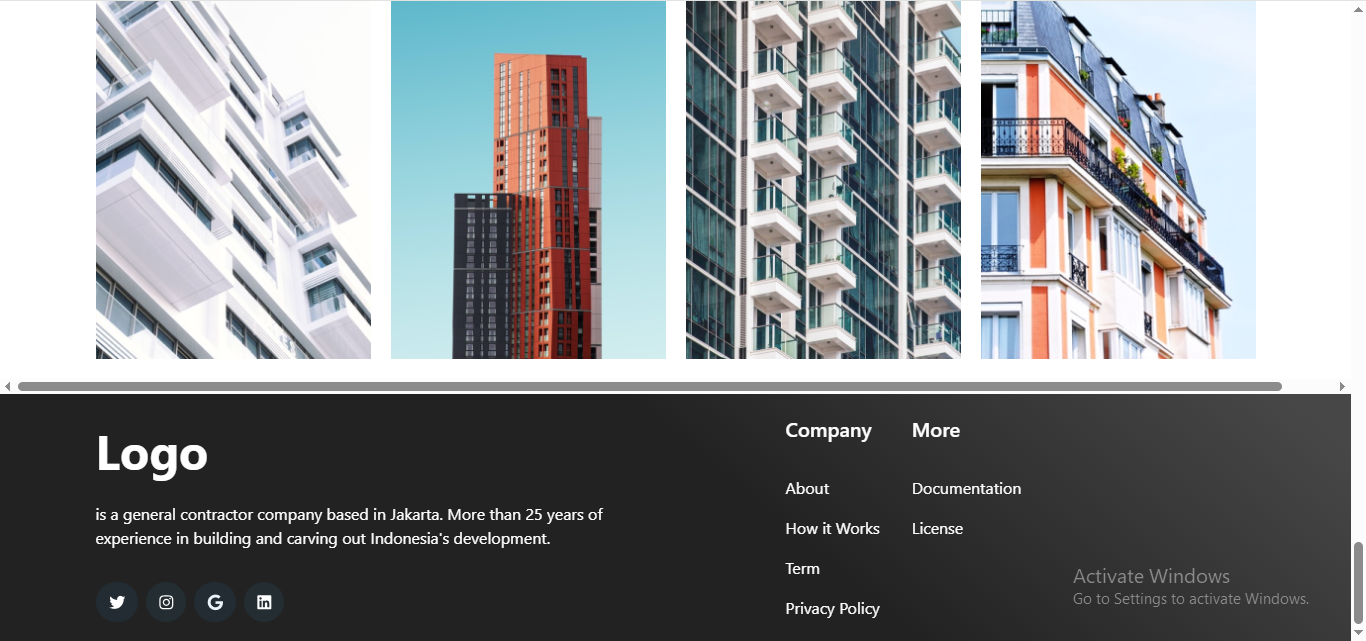 Logo
is a general contractor company based in Jakarta. More than 25 years of
experience in building and carving out Indonesia's development.
Company
About
How it Works
Term
Privacy Policy
More
Documentation
License
Activate Windows
Go to Settings to activate Windows.